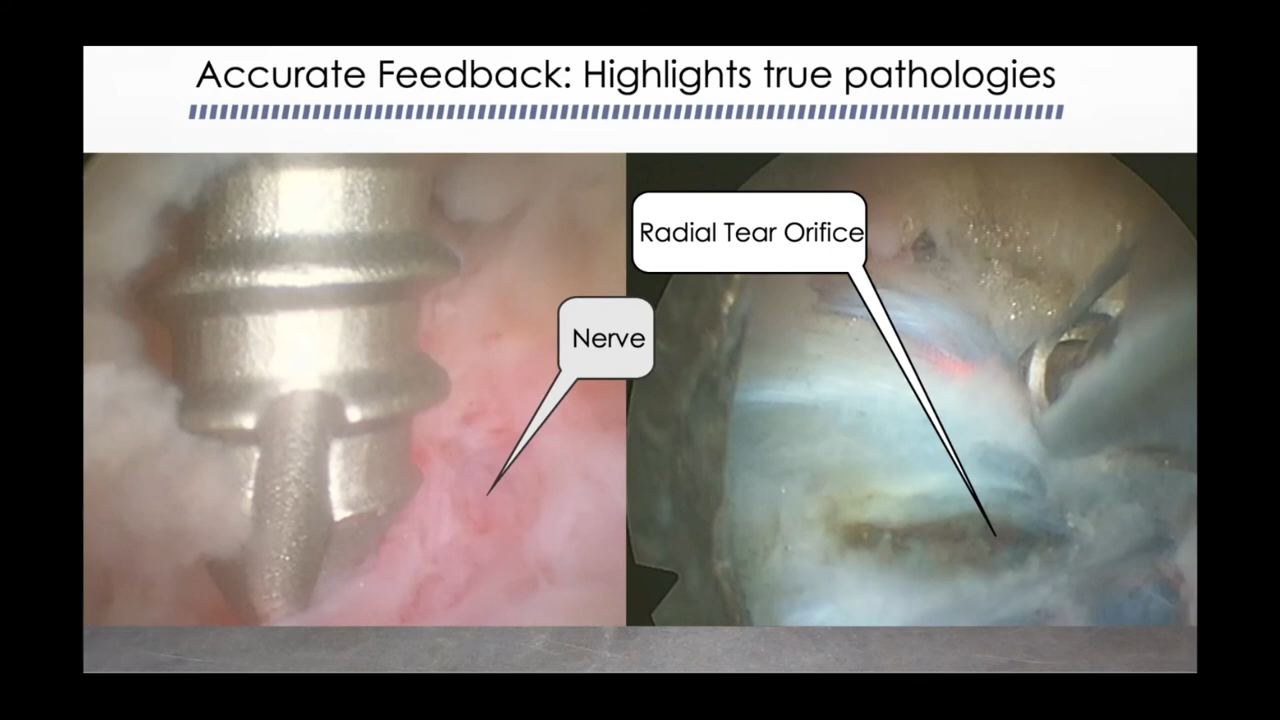 Accurate Feedback: Highlights true pathologies
Radial Tear Orifice
Nerve